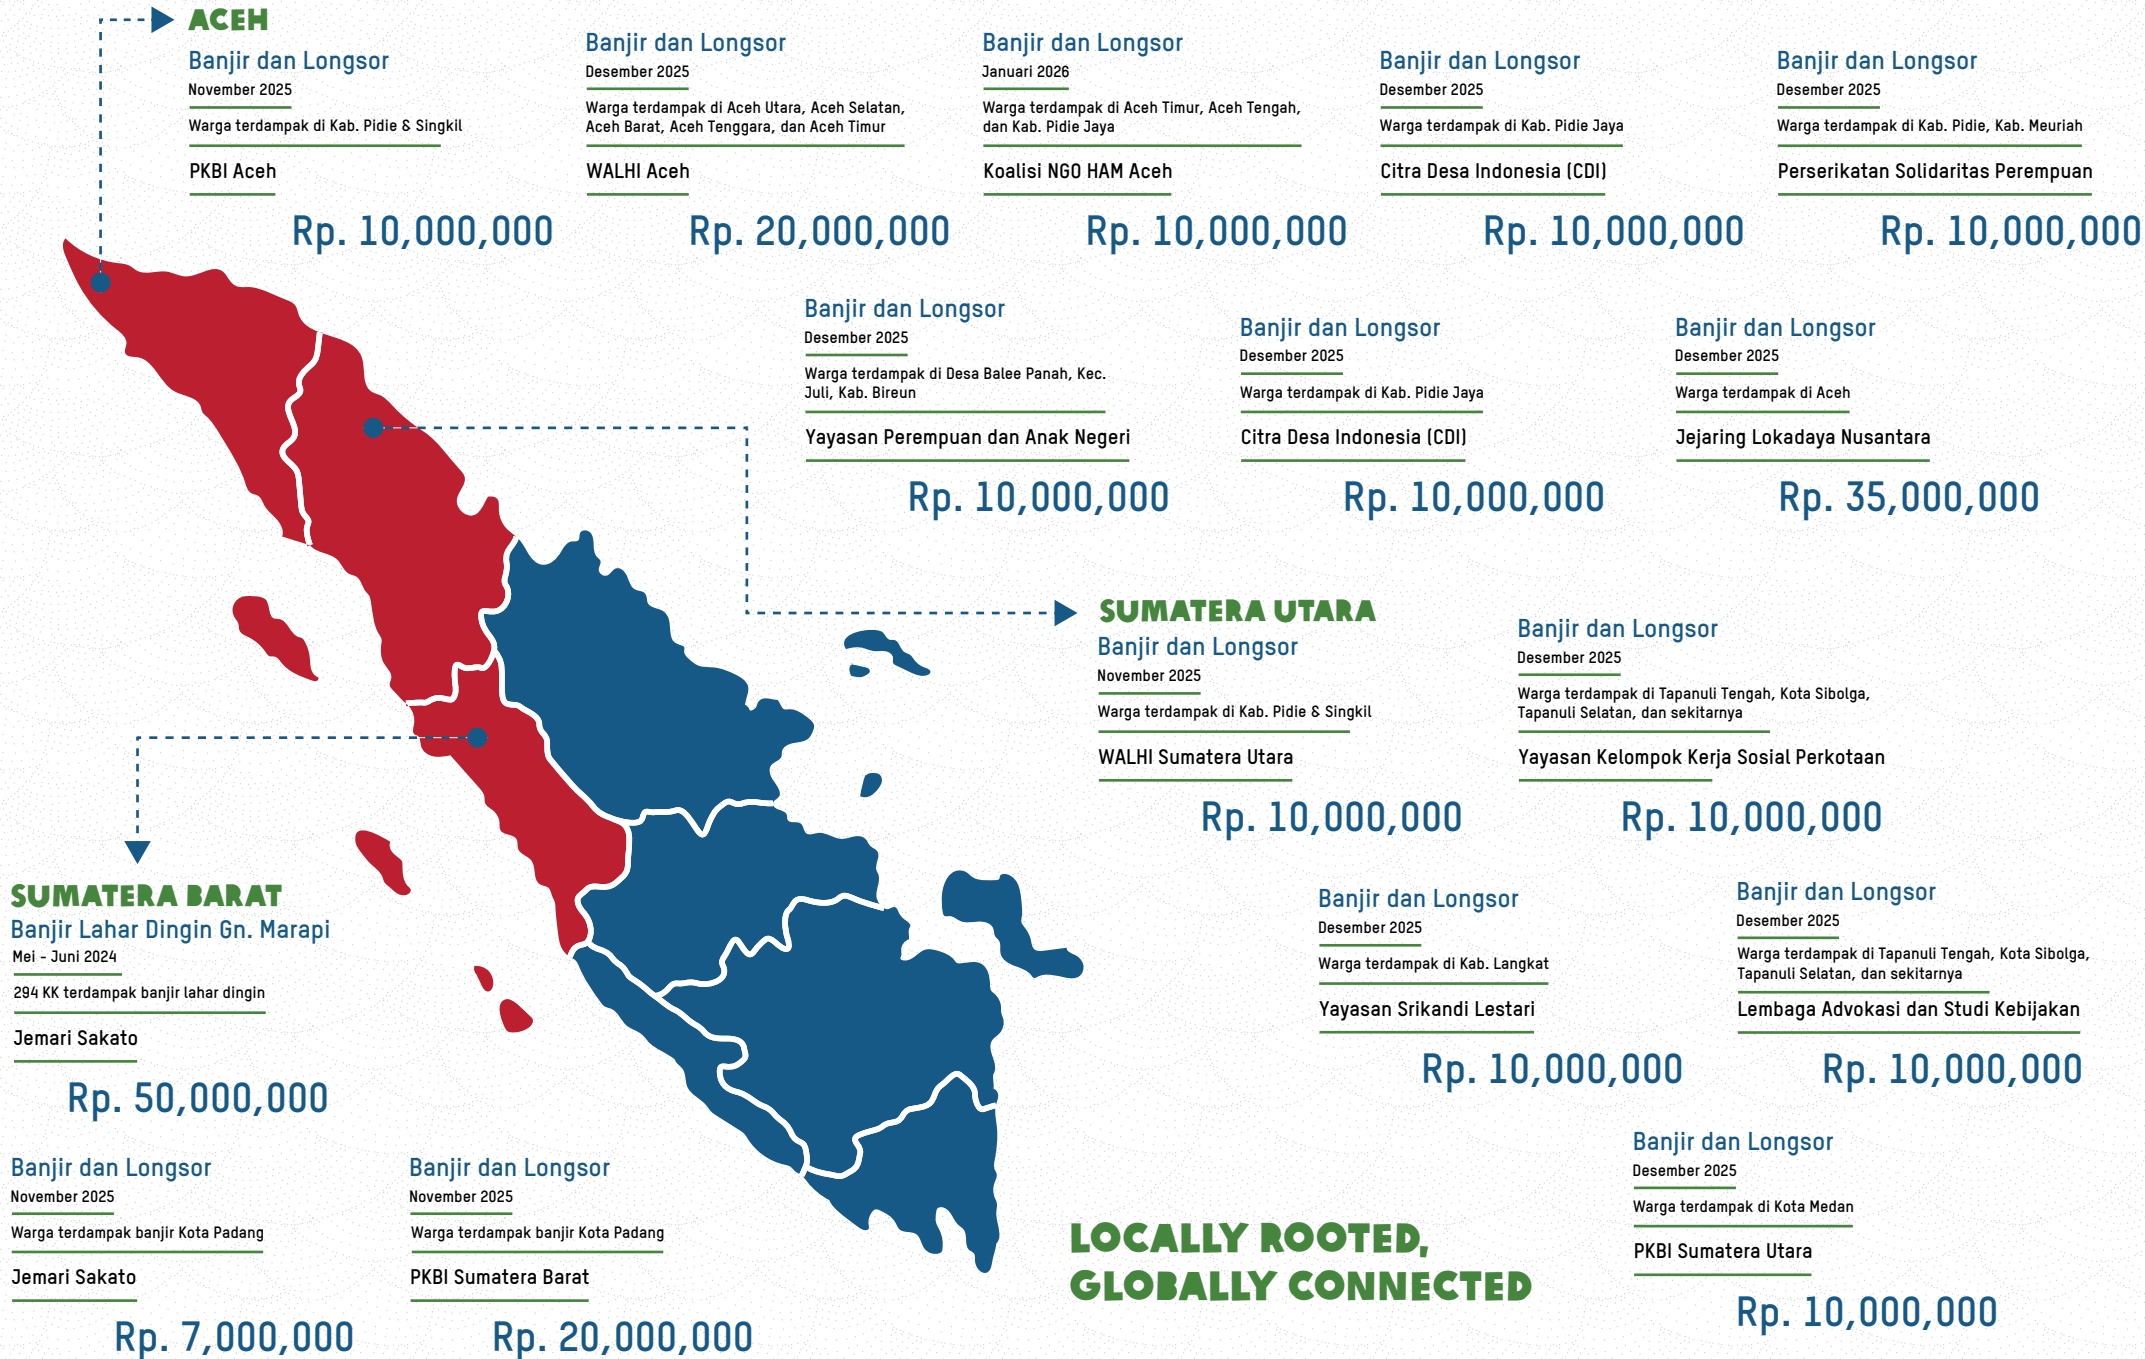 ACEH
Banjir dan Longsor
November 2025
Warga terdampak di Kab. Pidie & Singkil
PKBI Aceh
Rp. 10,000,000
Banjir dan Longsor
Desember 2025
Warga terdampak di Aceh Utara, Aceh Selatan,
Aceh Barat, Aceh Tenggara, dan Aceh Timur
WALHI Aceh
Rp. 20,000,000
Banjir dan Longsor
Januari 2026
Warga terdampak di Aceh Timur, Aceh Tengah,
dan Kab. Pidie Jaya
Koalisi NGO HAM Aceh
Rp. 10,000,000
Banjir dan Longsor
Desember 2025
Warga terdampak di Kab. Pidie Jaya
Citra Desa Indonesia (CDI)
Rp. 10,000,000
Banjir dan Longsor
Desember 2025
Warga terdampak di Kab. Pidie, Kab. Meuriah
Perserikatan Solidaritas Perempuan
Rp. 10,000,000
Banjir dan Longsor
Desember 2025
Warga terdampak di Desa Balee Panah, Kec.
Juli, Kab. Bireun
Yayasan Perempuan dan Anak Negeri
Rp. 10,000,000
Banjir dan Longsor
Desember 2025
Warga terdampak di Kab. Pidie Jaya
Citra Desa Indonesia (CDI)
Rp. 10,000,000
Banjir dan Longsor
Desember 2025
Warga terdampak di Aceh
Jejaring Lokadaya Nusantara
Rp. 35,000,000
SUMATERA UTARA
Banjir dan Longsor
November 2025
Warga terdampak di Kab. Pidie & Singkil
WALHI Sumatera Utara
Rp. 10,000,000
Banjir dan Longsor
Desember 2025
Warga terdampak di Tapanuli Tengah, Kota Sibolga,
Tapanuli Selatan, dan sekitarnya
Yayasan Kelompok Kerja Sosial Perkotaan
Rp. 10,000,000
Banjir dan Longsor
Desember 2025
Warga terdampak di Kab. Langkat
Yayasan Srikandi Lestari
Rp. 10,000,000
Banjir dan Longsor
Desember 2025
Warga terdampak di Tapanuli Tengah, Kota Sibolga,
Tapanuli Selatan, dan sekitarnya
Lembaga Advokasi dan Studi Kebijakan
Rp. 10,000,000
Banjir dan Longsor
Desember 2025
Warga terdampak di Kota Medan
PKBI Sumatera Utara
Rp. 10,000,000
SUMATERA BARAT
Banjir Lahar Dingin Gn. Marapi
Mei - Juni 2024
294 KK terdampak banjir lahar dingin
Jemari Sakato
Rp. 50,000,000
Banjir dan Longsor
November 2025
Warga terdampak banjir Kota Padang
Jemari Sakato
Rp. 7,000,000
Banjir dan Longsor
November 2025
Warga terdampak banjir Kota Padang
PKBI Sumatera Barat
Rp. 20,000,000
LOCALLY ROOTED,
GLOBALLY CONNECTED